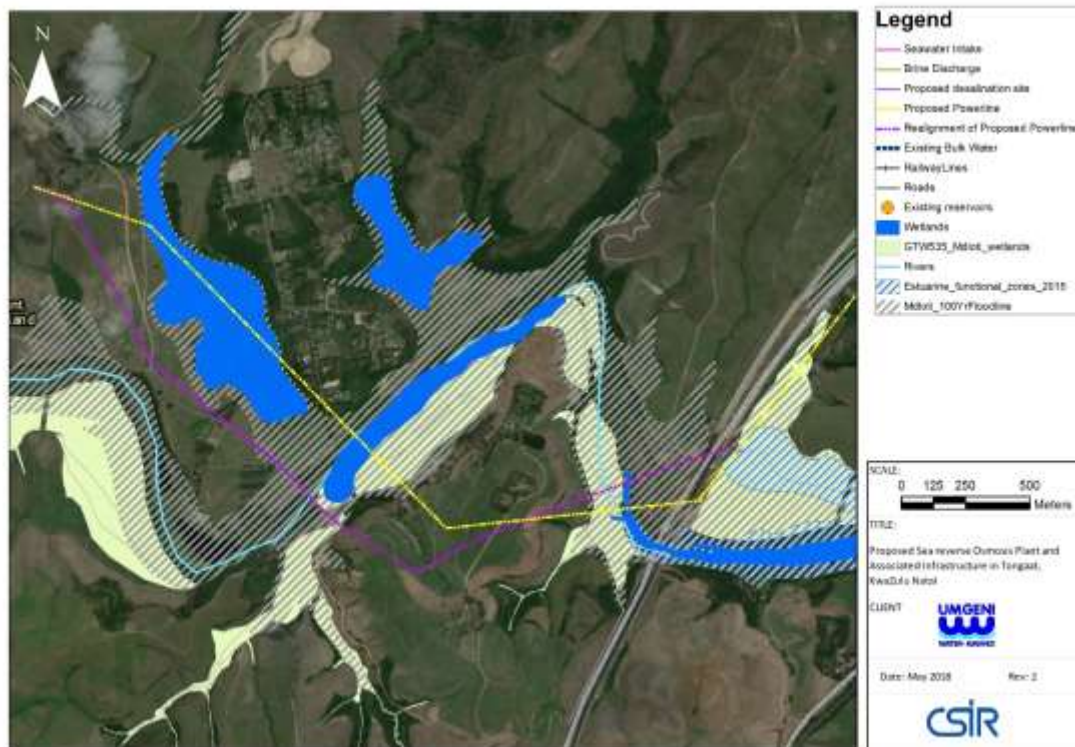 N
Legend
Seawater Intake
Brine Discharge
Proposed desalination site
Proposed Powerline
Realignment of Proposed Powerline
Existing Bulk Water
RailwayLines
Roads
Existing reservoirs
Wetlands
GTW535_Mdloti_wetlands
Rivers
Estuarine_functional_zones_2018
Mdloti_100YrFloodline
SCALE:
0 125 250 500
Meters
TITLE:
Proposed Sea reverse Osmosis Plant and
Associated Infrastructure in Tongaat,
KwaZulu Natal
CLIENT
UMGENI
Date: May 2018 Rev: 2
CSIR